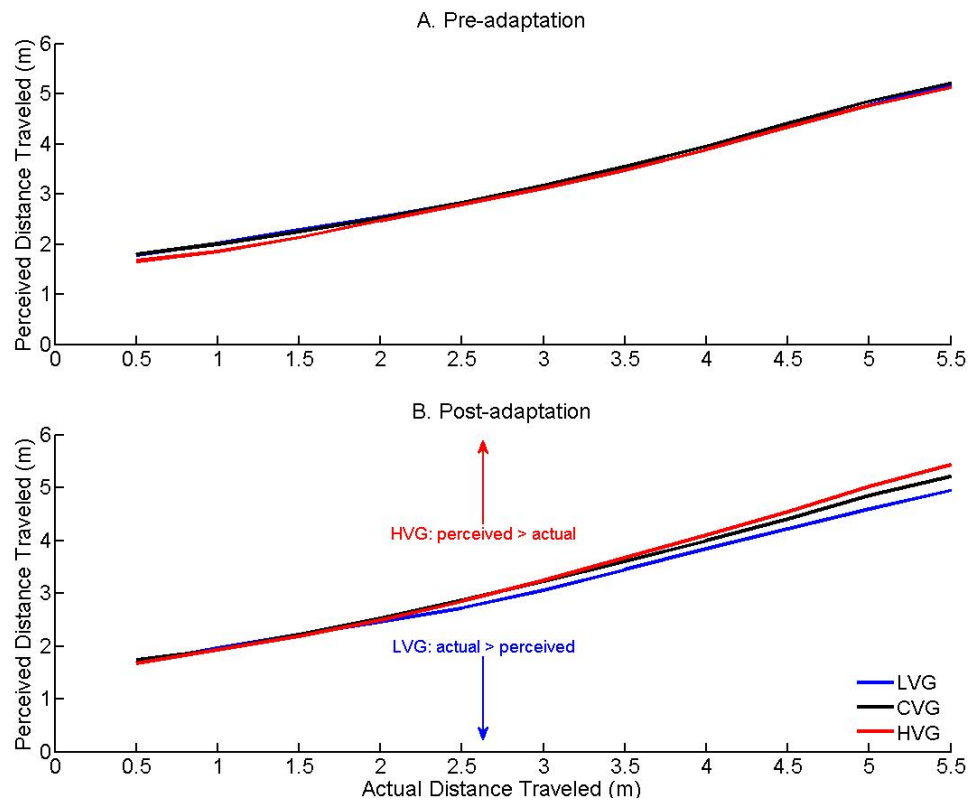 A. Pre-adaptation
Perceived Distance Traveled (m)
6
5
4
3
2
1
0
0 0.5 1 1.5 2 2.5 3 3.5 4 4.5 5 5.5
B. Post-adaptation
Perceived Distance Traveled (m)
6
5
4
3
2
1
0
HVG: perceived > actual
LVG: actual > perceived
LVG
CVG
HVG
0 0.5 1 1.5 2 2.5 3 3.5 4 4.5 5 5.5
Actual Distance Traveled (m)